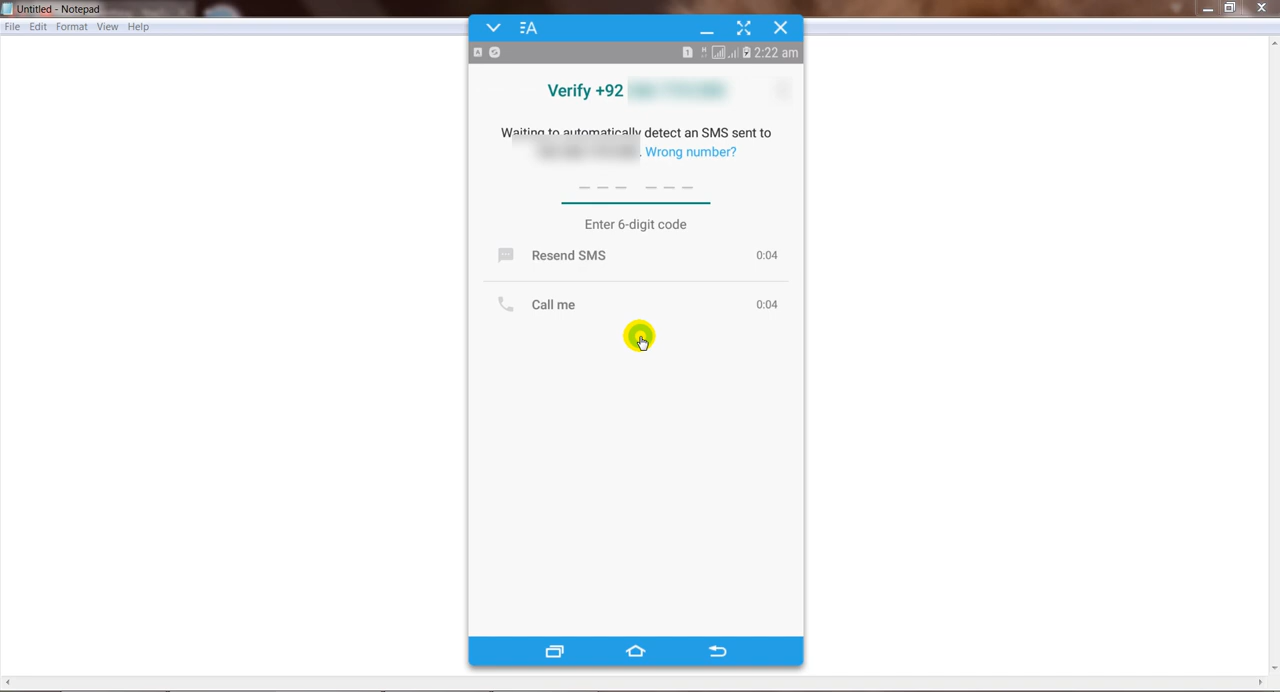 Untitled - Notepad
File Edit Format View Help
A
1 2:22 am
Verify +92
Waiting to automatically detect an SMS sent to
. Wrong number?
Enter 6-digit code
Resend SMS 0:04
Call me 0:04